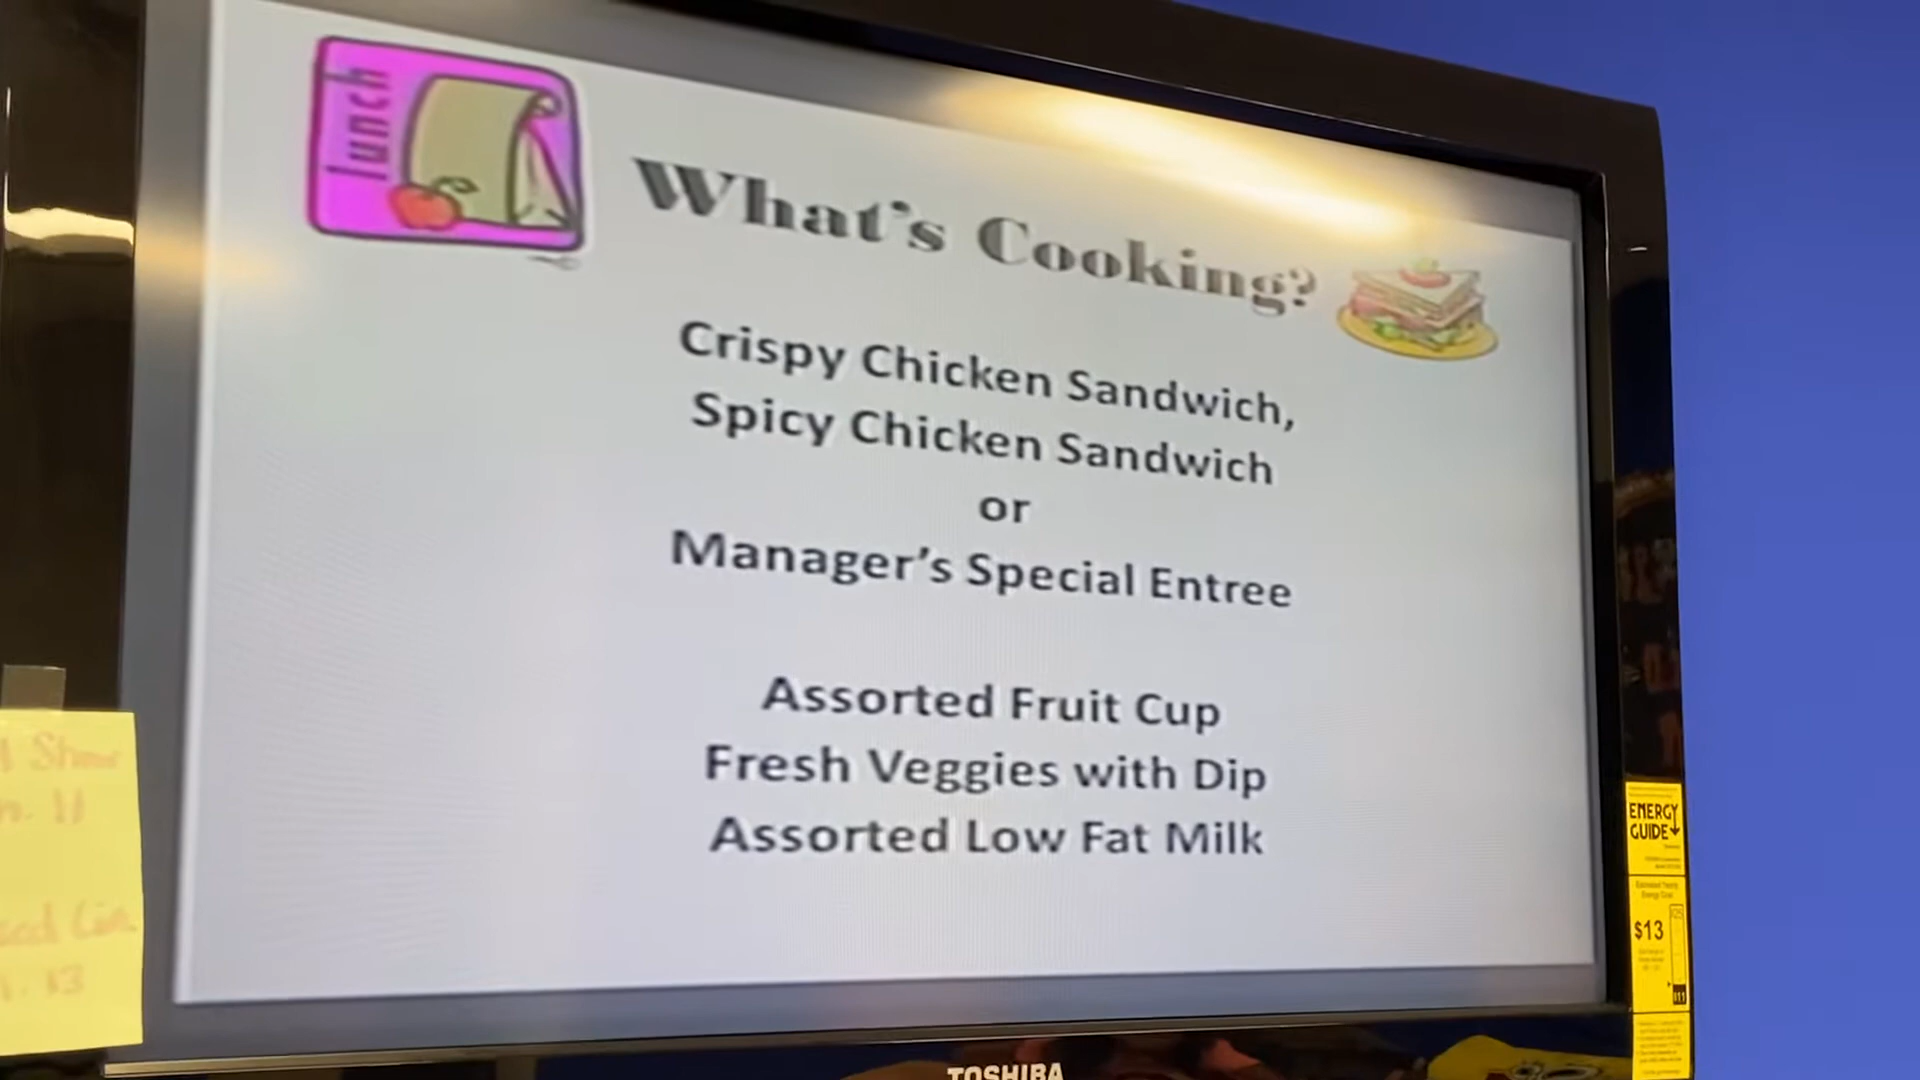 lunch
What's Cooking?
Crispy Chicken Sandwich,
Spicy Chicken Sandwich
or
Manager's Special Entree
Assorted Fruit Cup
Fresh Veggies with Dip
Assorted Low Fat Milk
ENERGY
GUIDE
$13
TOSHIBA